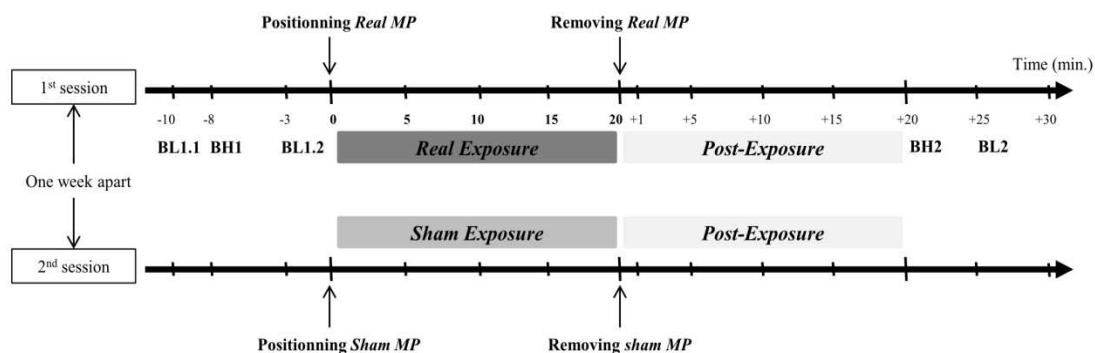 Positionning Real MP Removing Real MP
Time (min.)
1st session
-10 -8 -3 0 5 10 15 20 +1 +5 +10 +15 +20 +25 +30
BL1.1 BH1 BL1.2 Real Exposure Post-Exposure BH2 BL2
One week apart
Sham Exposure Post-Exposure
2nd session
Positionning Sham MP Removing sham MP